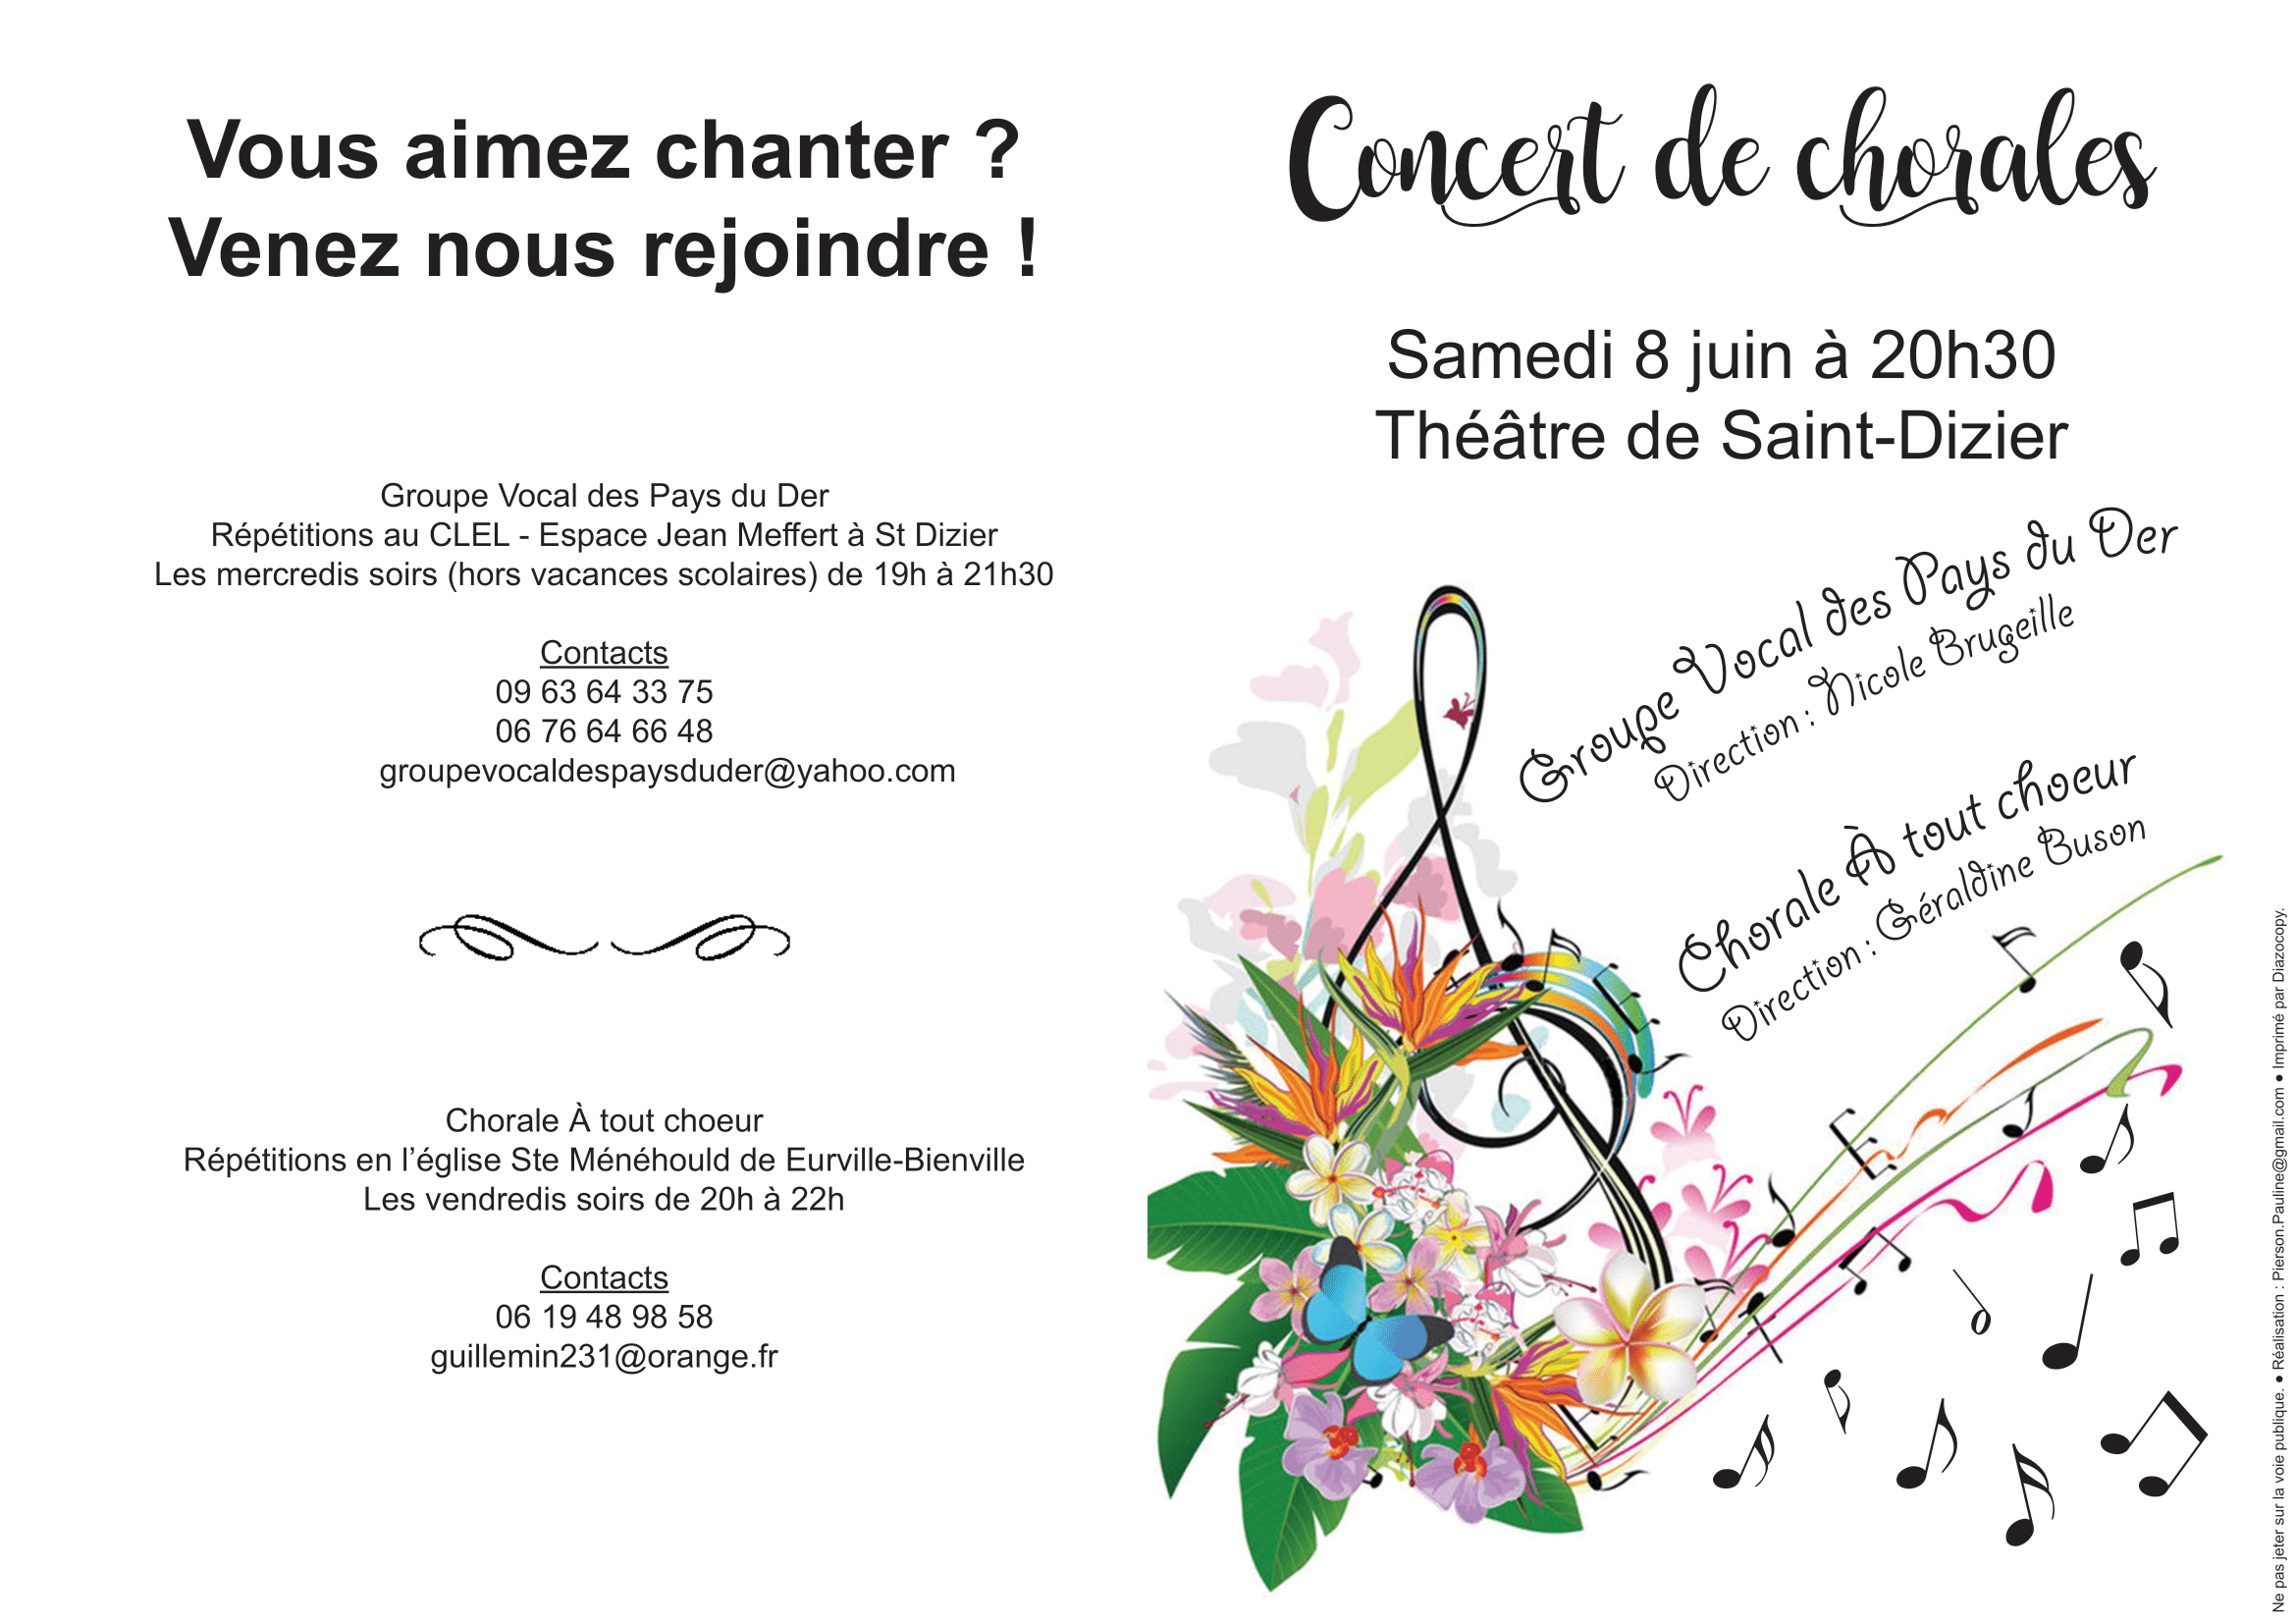 Vous aimez chanter ?
Venez nous rejoindre !
Groupe Vocal des Pays du Der
Répétitions au CLEL - Espace Jean Meffert à St Dizier
Les mercredis soirs (hors vacances scolaires) de 19h à 21h30
Contacts
09 63 64 33 75
06 76 64 66 48
groupevocaldespaysduder@yahoo.com
Chorale À tout choeur
Répétitions en l’église Ste Ménéhould de Eurville-Bienville
Les vendredis soirs de 20h à 22h
Contacts
06 19 48 98 58
guillemin231@orange.fr
Concert de chorales
Samedi 8 juin à 20h30
Théâtre de Saint-Dizier
Groupe Vocal des Pays du Der
Direction : Nicole Brugeille
Chorale À tout choeur
Direction : Géraldine Buson
Ne pas jeter sur la voie publique. ● Réalisation : Pierson.Pauline@gmail.com ● Imprimé par Diazocopy.